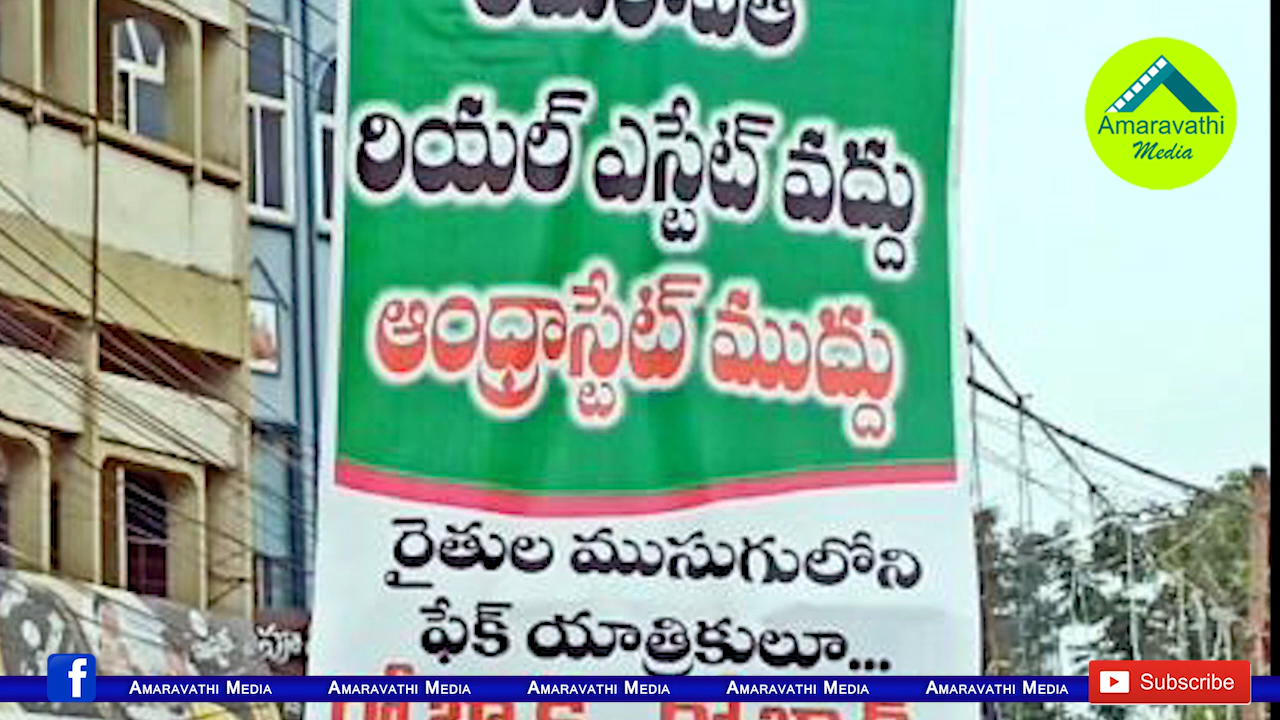 రియల్ ఎస్టేట్ వద్దు
ఆంధ్రాస్టేట్ ముద్దు
రైతుల ముసుగులోని
ఫేక్ యాత్రికులూ...
Amaravathi
Media
f
AMARAVATHI MEDIA AMARAVATHI MEDIA AMARAVATHI MEDIA AMARAVATHI MEDIA AMARAVATHI MEDIA
Subscribe